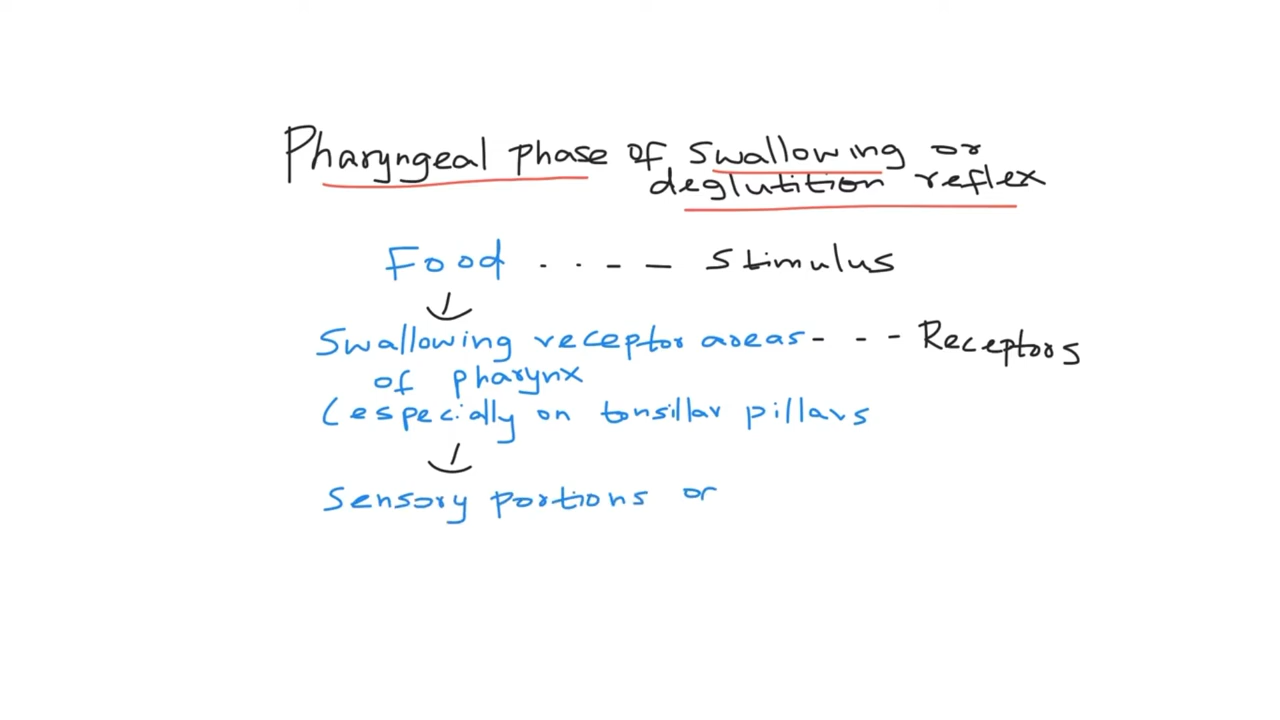 Pharyngeal phase of swallowing or
deglutition reflex
Food . . - - Stimulus
Swallowing receptor areas - - - Receptors
of pharynx
(especially on tonsillar pillars
Sensory portions or